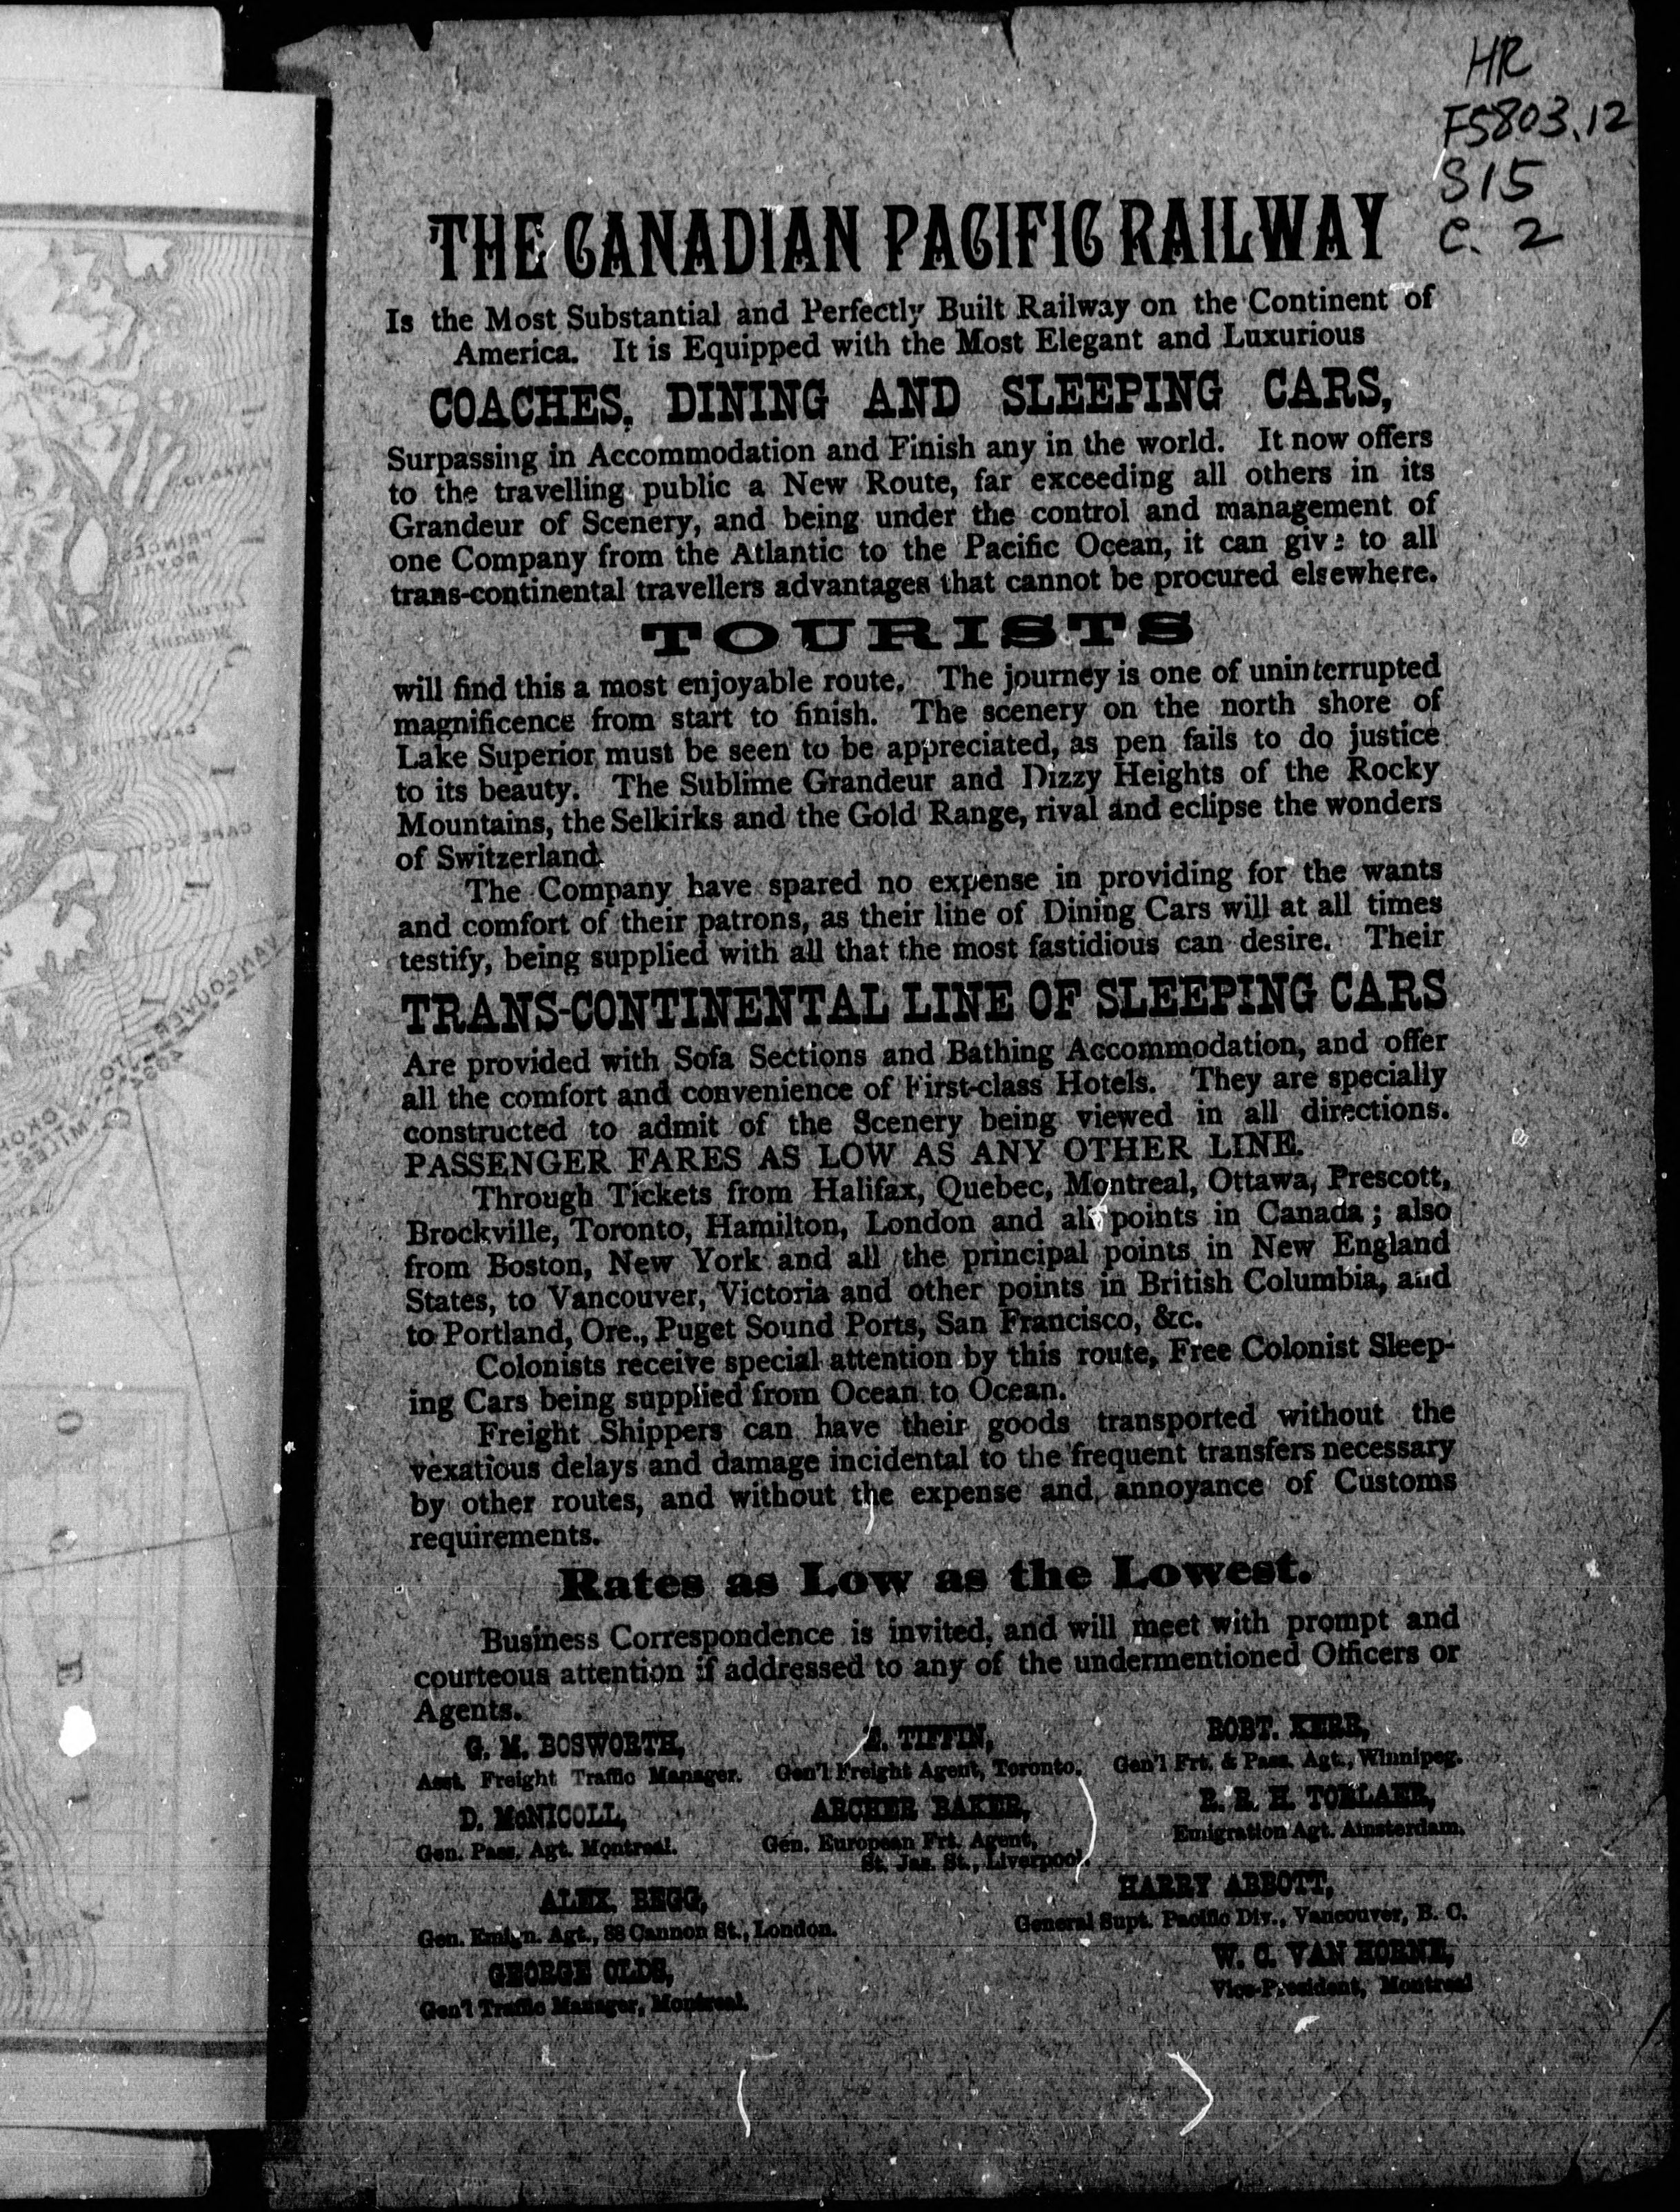 HR
F5803.12
S15
c. 2
THE CANADIAN PACIFIC RAILWAY
Is the Most Substantial and Perfectly Built Railway on the Continent of
America. It is Equipped with the Most Elegant and Luxurious
COACHES, DINING AND SLEEPING CARS,
Surpassing in Accommodation and Finish any in the world. It now offers
to the travelling public a New Route, far exceeding all others in its
Grandeur of Scenery, and being under the control and management of
one Company from the Atlantic to the Pacific Ocean, it can give to all
trans-continental travellers advantages that cannot be procured elsewhere.
TOURISTS
will find this a most enjoyable route. The journey is one of uninterrupted
magnificence from start to finish. The scenery on the north shore of
Lake Superior must be seen to be appreciated, as pen fails to do justice
to its beauty. The Sublime Grandeur and Dizzy Heights of the Rocky
Mountains, the Selkirks and the Gold Range, rival and eclipse the wonders
of Switzerland.
The Company have spared no expense in providing for the wants
and comfort of their patrons, as their line of Dining Cars will at all times
testify, being supplied with all that the most fastidious can desire. Their
TRANS-CONTINENTAL LINE OF SLEEPING CARS
Are provided with Sofa Sections and Bathing Accommodation, and offer
all the comfort and convenience of First-class Hotels. They are specially
constructed to admit of the Scenery being viewed in all directions.
PASSENGER FARES AS LOW AS ANY OTHER LINE.
Through Tickets from Halifax, Quebec, Montreal, Ottawa, Prescott,
Brockville, Toronto, Hamilton, London and all points in Canada; also
from Boston, New York and all the principal points in New England
States, to Vancouver, Victoria and other points in British Columbia, and
to Portland, Ore., Puget Sound Ports, San Francisco, &c.
Colonists receive special attention by this route, Free Colonist Sleep-
ing Cars being supplied from Ocean to Ocean.
Freight Shippers can have their goods transported without the
vexatious delays and damage incidental to the frequent transfers necessary
by other routes, and without the expense and annoyance of Customs
requirements.
Rates as Low as the Lowest.
Business Correspondence is invited, and will meet with prompt and
courteous attention if addressed to any of the undermentioned Officers or
Agents.
G. M. BOSWORTH,
Asst. Freight Traffic Manager.
E. TIFFIN,
Gen'l Freight Agent, Toronto.
ROBT. KERR,
Gen'l Frt. & Pass. Agt., Winnipeg.
D. McNICOLL,
Gen. Pass. Agt. Montreal.
ARCHER BAKER,
Gen. European Frt. Agent,
St. Jas. St., Liverpool.
R. R. H. TOELAER,
Emigration Agt. Amsterdam.
ALEX. BEGG,
Gen. Emig'n. Agt., 88 Cannon St., London.
HARRY ABBOTT,
General Supt. Pacific Div., Vancouver, B. C.
GEORGE OLDS,
Gen'l Traffic Manager, Montreal.
W. C. VAN HORNE,
Vice-President, Montreal
PRINCESS
ROYAL
CAPE SCOTT
VANCOUVER TO
MILES